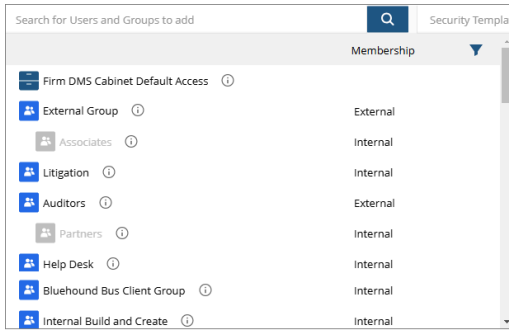 Search for Users and Groups to add
Security Templa
Membership
Firm DMS Cabinet Default Access
External Group External
Associates Internal
Litigation Internal
Auditors External
Partners Internal
Help Desk Internal
Bluehound Bus Client Group Internal
Internal Build and Create Internal